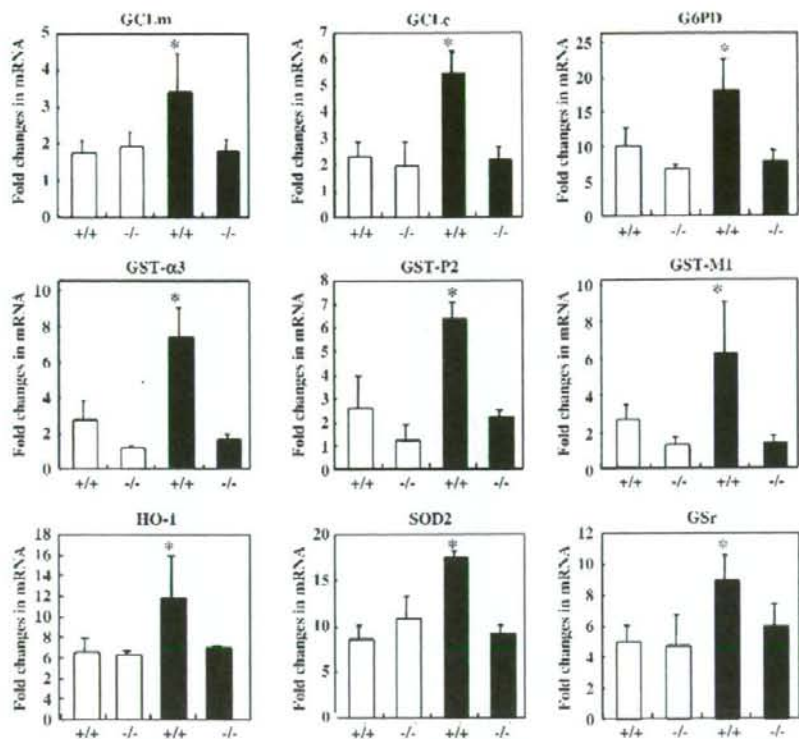 GCLm
Fold changes in mRNA
5
4
3
2
1
0
*
+/+ -/- +/+ -/-
GCLc
Fold changes in mRNA
7
6
5
4
3
2
1
0
*
+/+ -/- +/+ -/-
G6PD
Fold changes in mRNA
25
20
15
10
5
0
*
+/+ -/- +/+ -/-
GST-α3
Fold changes in mRNA
10
8
6
4
2
0
*
+/+ -/- +/+ -/-
GST-P2
Fold changes in mRNA
8
7
6
5
4
3
2
1
0
*
+/+ -/- +/+ -/-
GST-M1
Fold changes in mRNA
10
8
6
4
2
0
*
+/+ -/- +/+ -/-
HO-1
Fold changes in mRNA
18
16
14
12
10
8
6
2
4
0
*
+/+ -/- +/+ -/-
SOD2
Fold changes in mRNA
20
15
10
5
0
*
+/+ -/- +/+ -/-
GSr
Fold changes in mRNA
12
10
8
6
4
2
0
*
+/+ -/- +/+ -/-